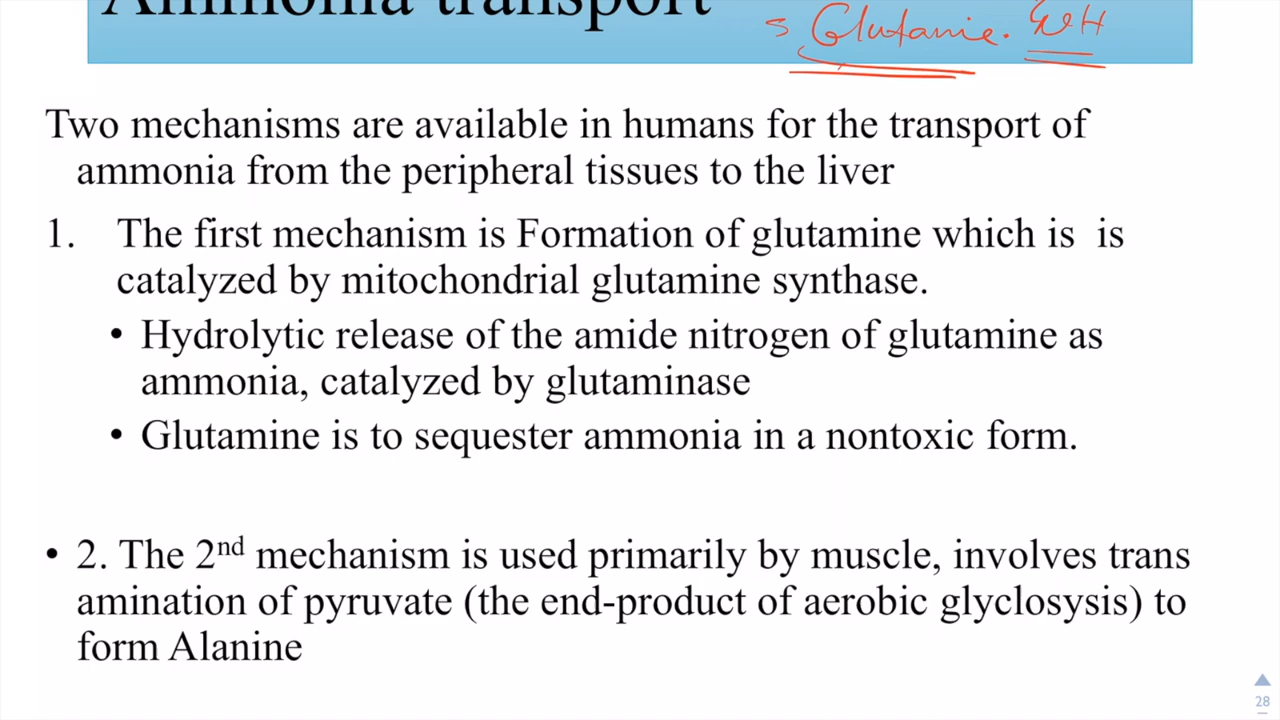 Ammonia transport
Glutamie.
Two mechanisms are available in humans for the transport of
ammonia from the peripheral tissues to the liver
1. The first mechanism is Formation of glutamine which is is
catalyzed by mitochondrial glutamine synthase.
• Hydrolytic release of the amide nitrogen of glutamine as
ammonia, catalyzed by glutaminase
• Glutamine is to sequester ammonia in a nontoxic form.
• 2. The 2nd mechanism is used primarily by muscle, involves trans
amination of pyruvate (the end-product of aerobic glyclosysis) to
form Alanine
28